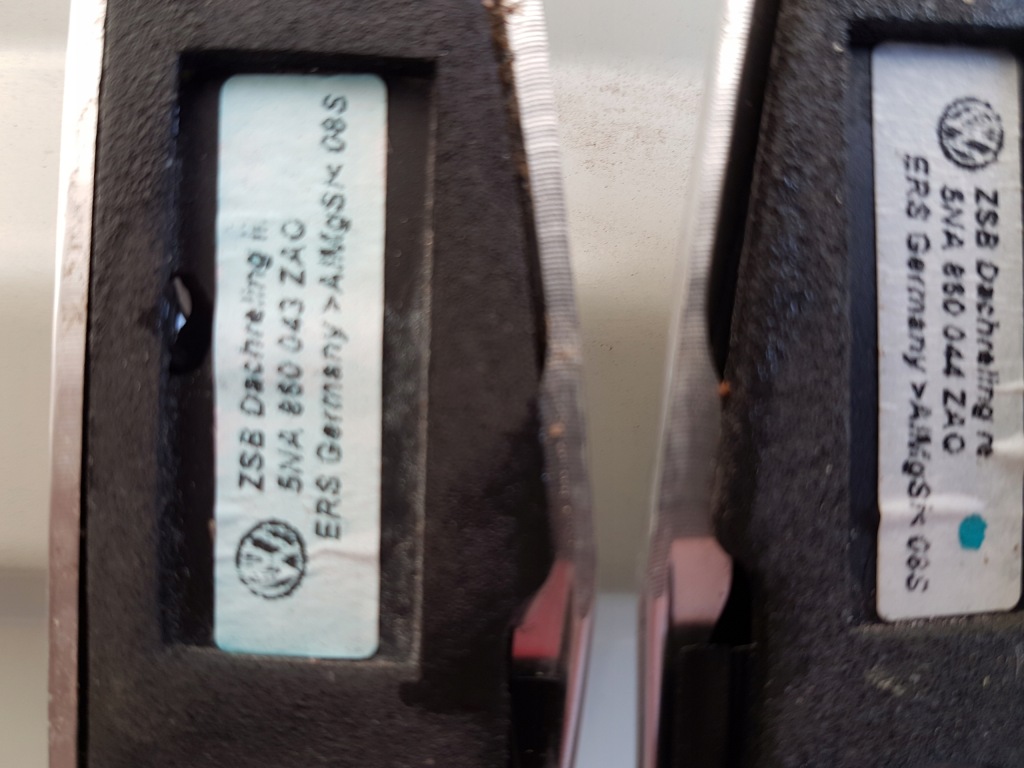 ZSB Dachreling li.
5NA 860 043 ZAO
ERS Germany >AlMgSi< 08S
ZSB Dachreling re.
5NA 860 044 ZAO
ERS Germany >AlMgSi< 08S